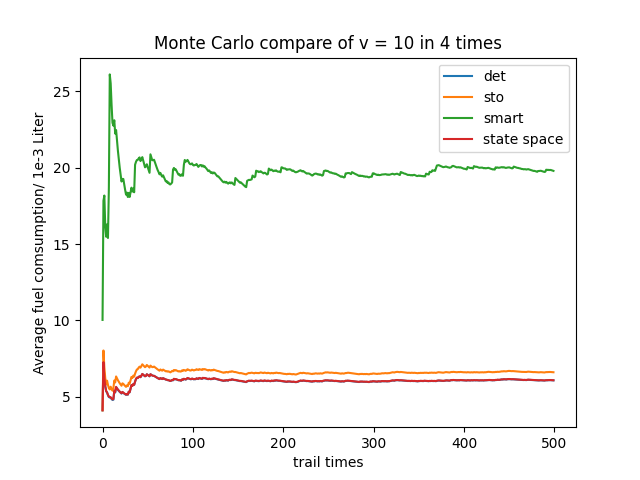 Monte Carlo compare of v = 10 in 4 times
det
sto
smart
state space
Average fuel comsumption/ 1e-3 Liter
25
20
15
10
5
0
100
200
300
400
500
trail times